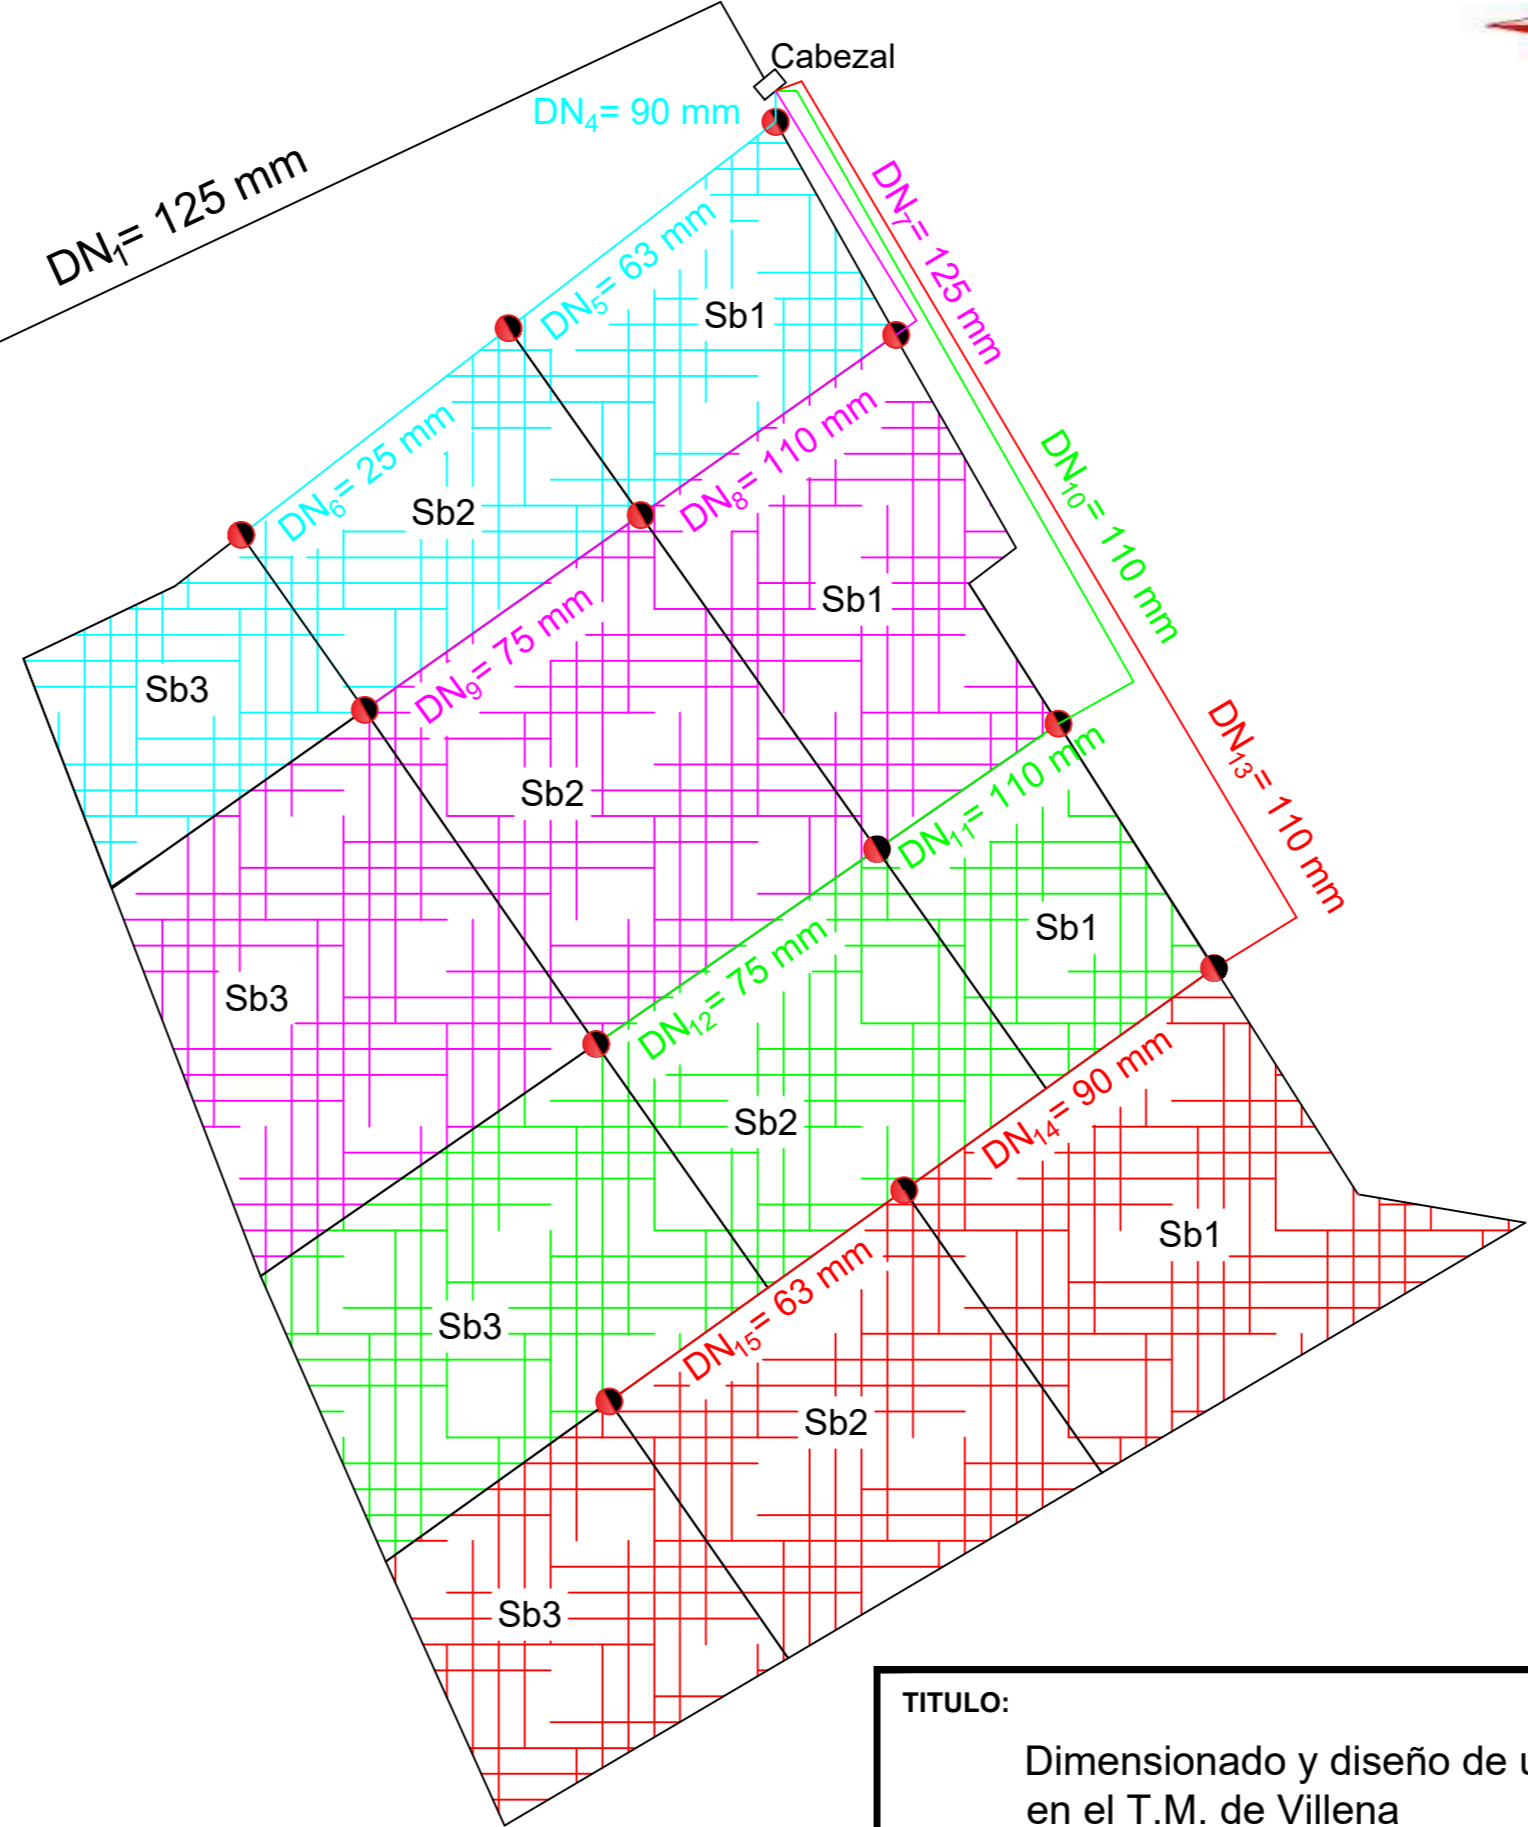 Cabezal
DN4= 90 mm
DN1= 125 mm
DN7= 125 mm
DN5= 63 mm
Sb1
DN6= 25 mm
DN8= 110 mm
DN10= 110 mm
Sb2
Sb1
DN9= 75 mm
Sb3
DN13= 110 mm
Sb2
DN11= 110 mm
Sb1
DN12= 75 mm
Sb3
DN14= 90 mm
Sb2
Sb1
DN15= 63 mm
Sb3
Sb2
Sb3
TITULO:
Dimensionado y diseño de
en el T.M. de Villena